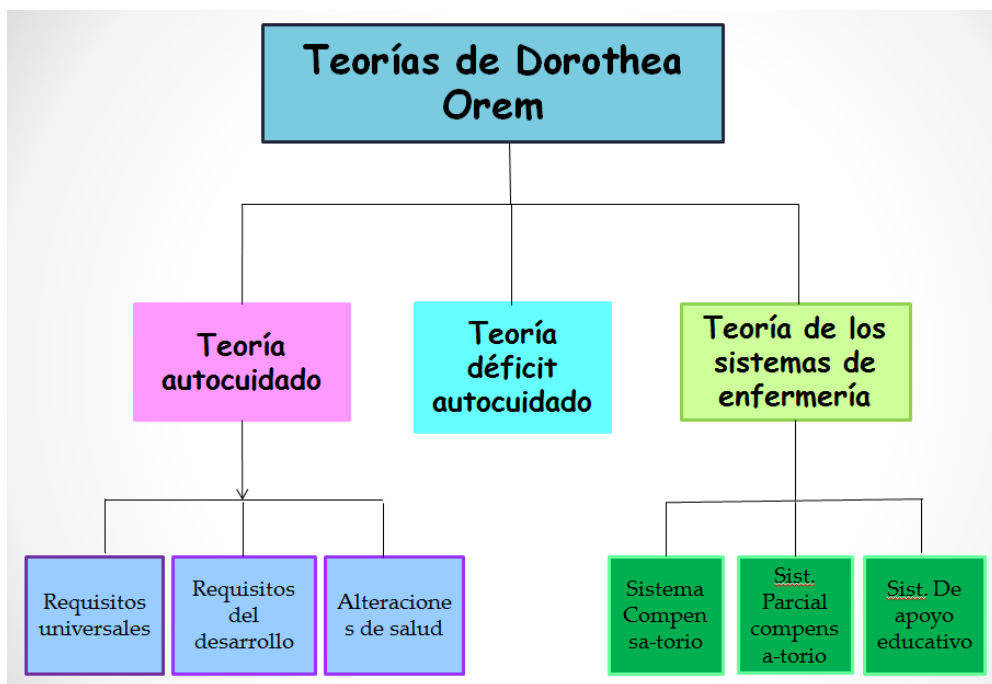 Teorías de Dorothea
Orem
Teoría
autocuidado
Teoría
déficit
autocuidado
Teoría de los
sistemas de
enfermería
Requisitos
universales
Requisitos
del
desarrollo
Alteracione
s de salud
Sistema
Compen
sa-torio
Sist.
Parcial
compens
a-torio
Sist. De
apoyo
educativo